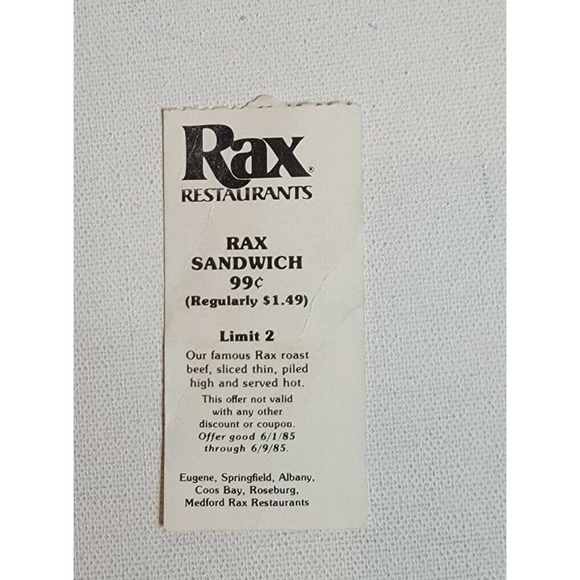 Rax®
RESTAURANTS
RAX
SANDWICH
99¢
(Regularly $1.49)
Limit 2
Our famous Rax roast
beef, sliced thin, piled
high and served hot.
This offer not valid
with any other
discount or coupon.
Offer good 6/1/85
through 6/9/85.
Eugene, Springfield, Albany,
Coos Bay, Roseburg,
Medford Rax Restaurants